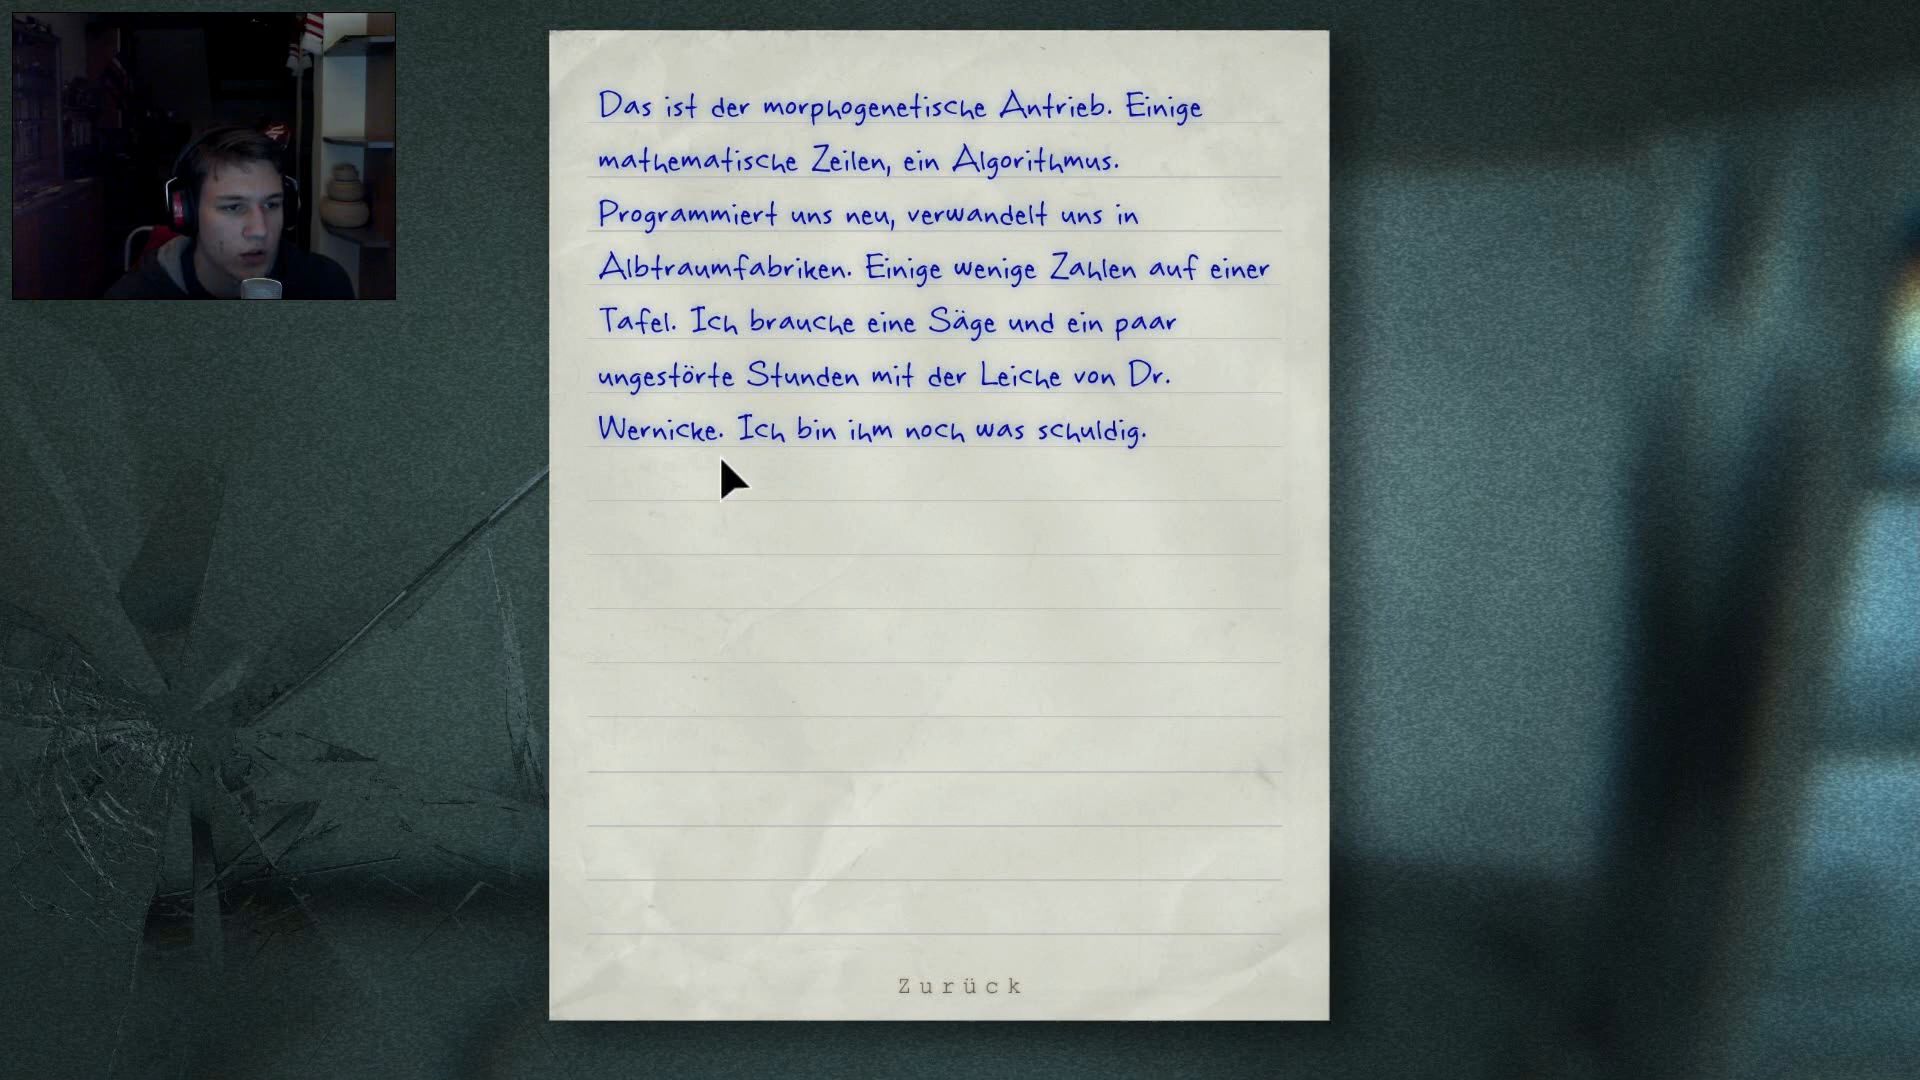 Das ist der morphogenetische Antrieb. Einige
mathematische Zeilen, ein Algorithmus.
Programmiert uns neu, verwandelt uns in
Albtraumfabriken. Einige wenige Zahlen auf einer
Tafel. Ich brauche eine Säge und ein paar
ungestörte Stunden mit der Leiche von Dr.
Wernicke. Ich bin ihm noch was schuldig.
Zurück